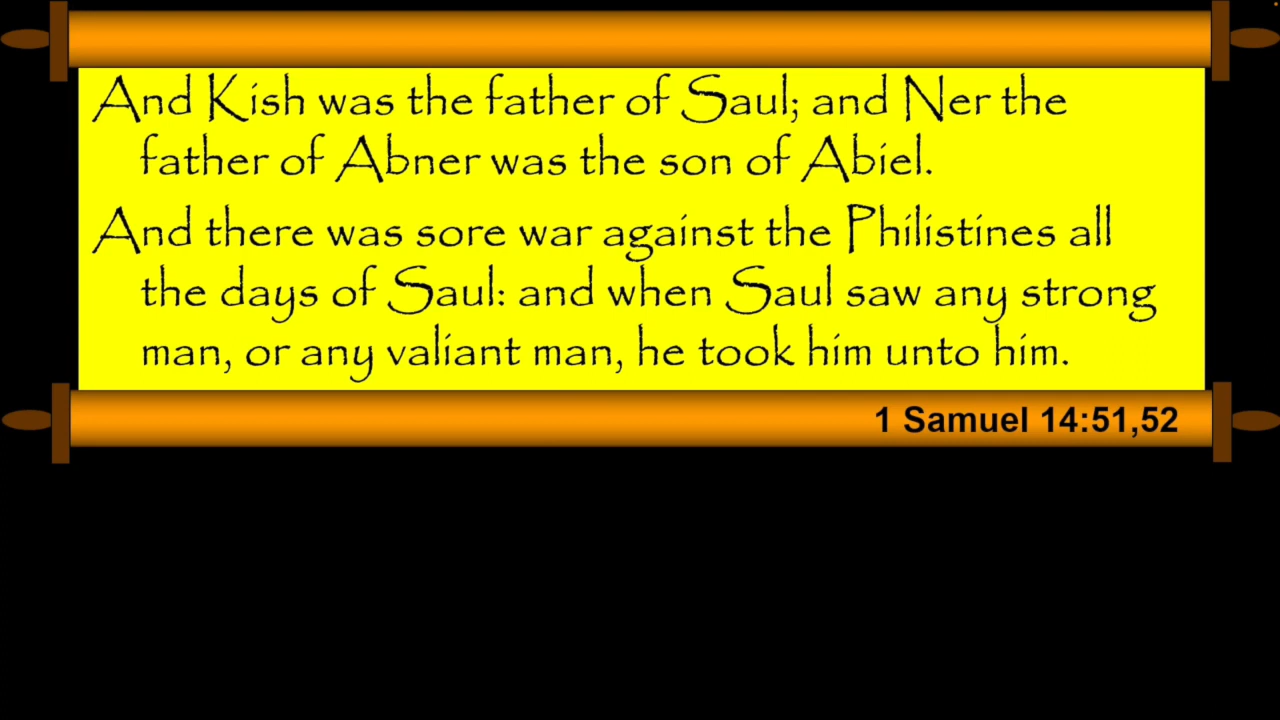 And Kish was the father of Saul; and Ner the
father of Abner was the son of Abiel.
And there was sore war against the Philistines all
the days of Saul: and when Saul saw any strong
man, or any valiant man, he took him unto him.
1 Samuel 14:51,52